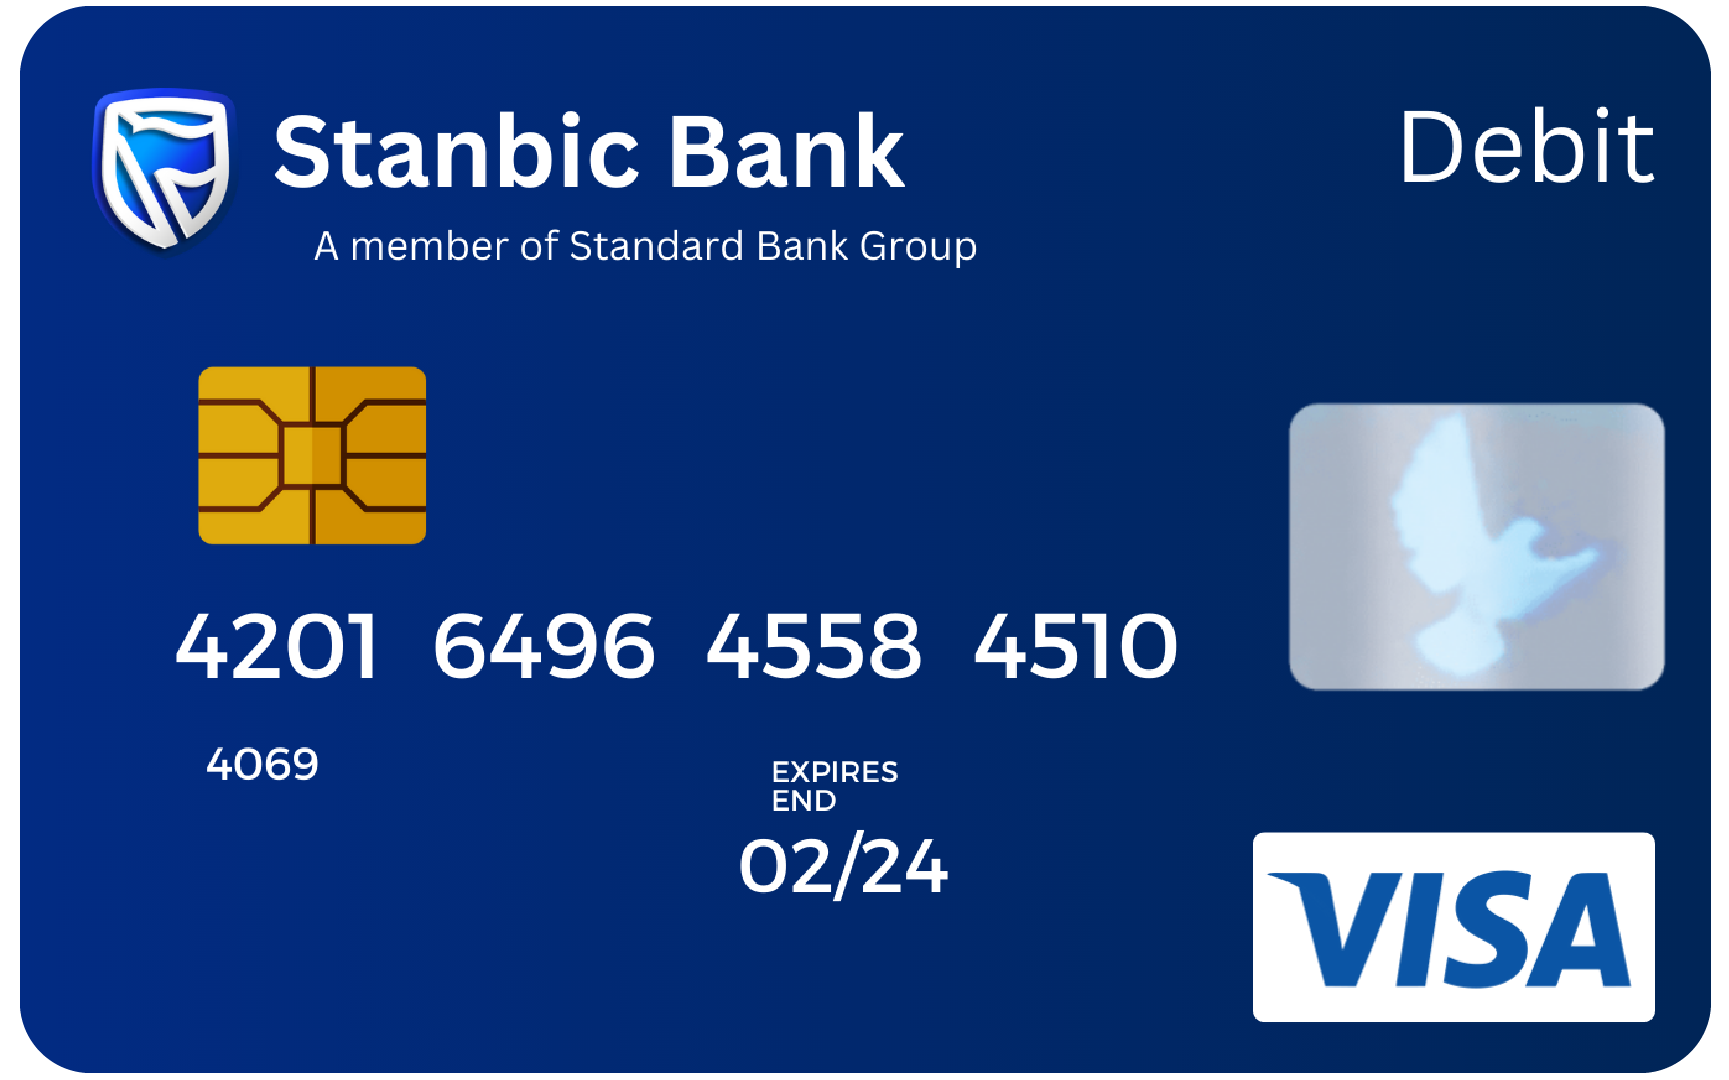 Stanbic Bank
Debit
A member of Standard Bank Group
4201 6496 4558 4510
4069
EXPIRES
END
02/24
VISA